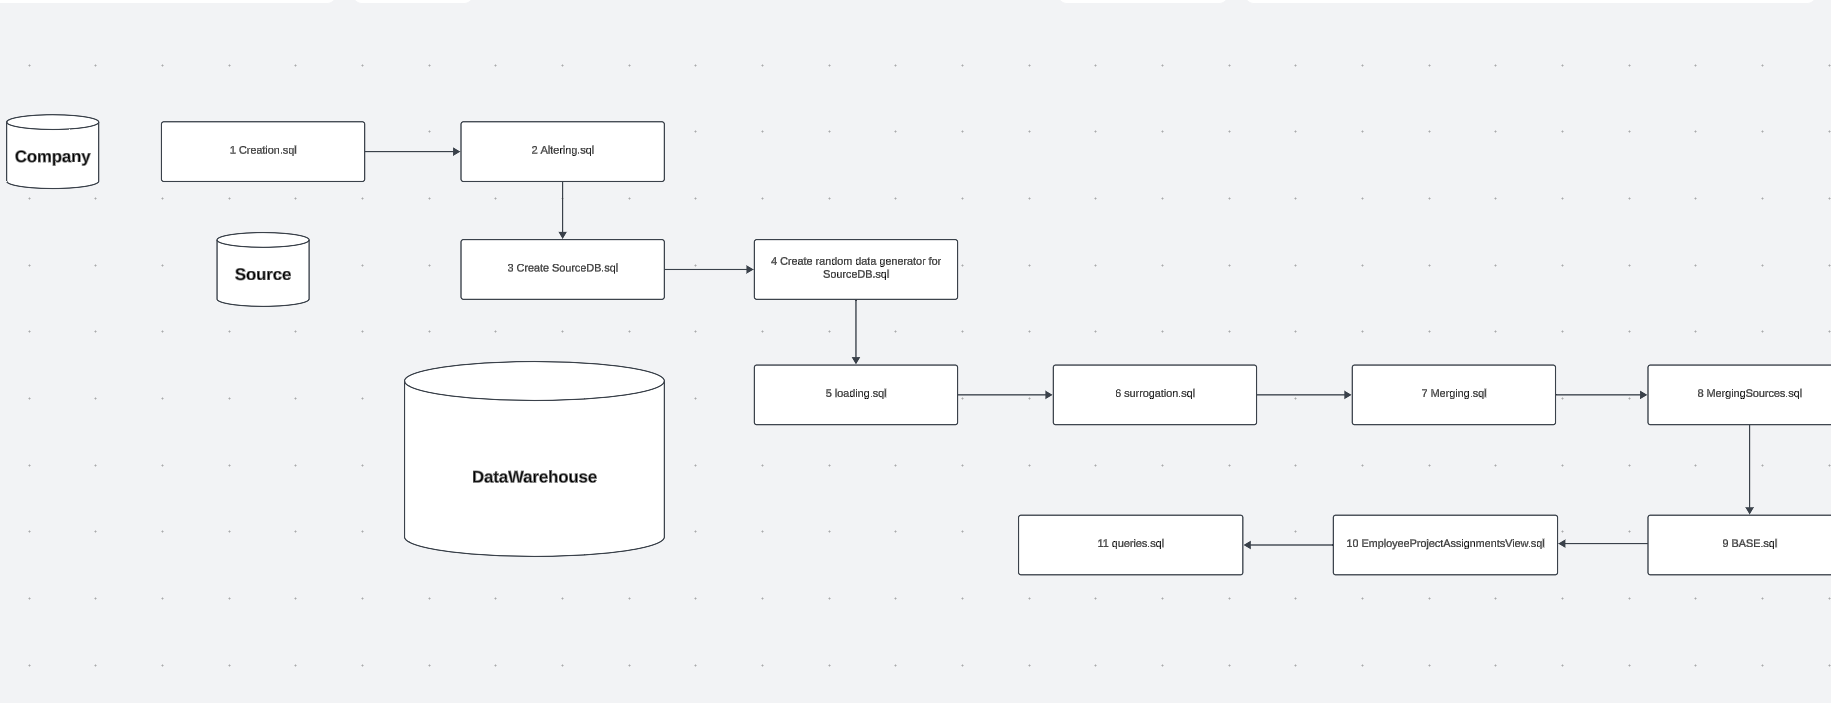 Company
1 Creation.sql
2 Altering.sql
Source
3 Create SourceDB.sql
4 Create random data generator for
SourceDB.sql
DataWarehouse
5 loading.sql
6 surrogation.sql
7 Merging.sql
8 MergingSources.sql
11 queries.sql
10 EmployeeProjectAssignmentsView.sql
9 BASE.sql